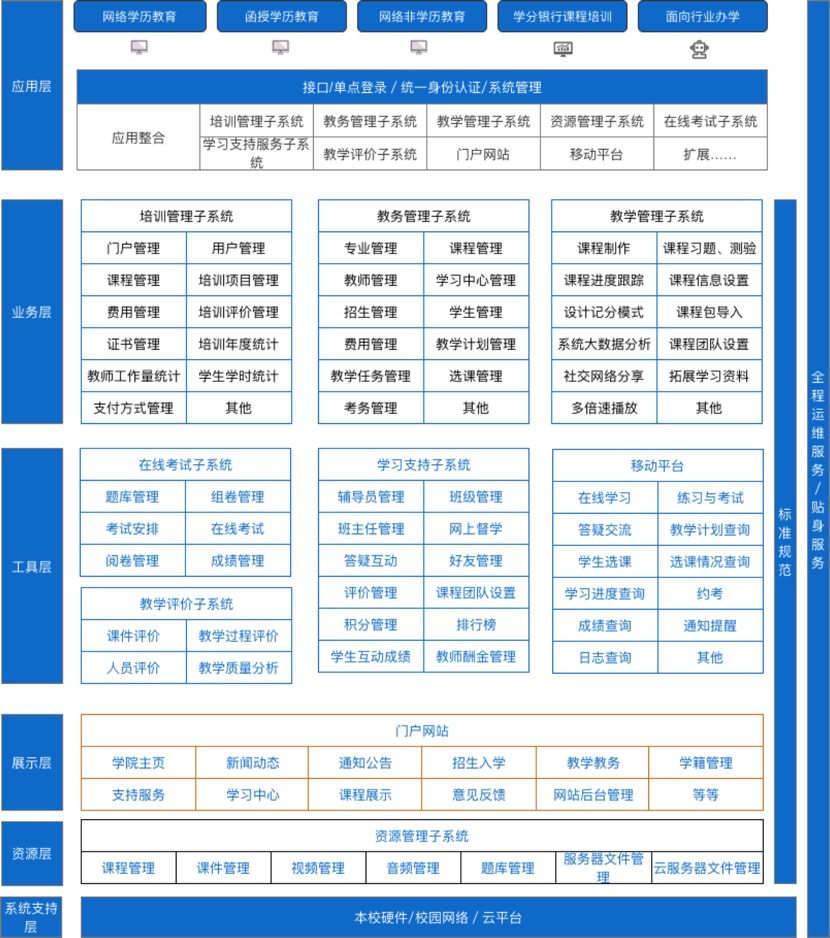 网络学历教育
函授学历教育
网络非学历教育
学分银行课程培训
面向行业办学
应用层
接口/单点登录 / 统一身份认证/系统管理
应用整合
培训管理子系统
教务管理子系统
教学管理子系统
资源管理子系统
在线考试子系统
学习支持服务子系
统
教学评价子系统
门户网站
移动平台
扩展……
业务层
培训管理子系统
门户管理
用户管理
课程管理
培训项目管理
费用管理
培训评价管理
证书管理
培训年度统计
教师工作量统计
学生学时统计
支付方式管理
其他
教务管理子系统
专业管理
课程管理
教师管理
学习中心管理
招生管理
学生管理
费用管理
教学计划管理
教学任务管理
选课管理
考务管理
其他
教学管理子系统
课程制作
课程习题、测验
课程进度跟踪
课程信息设置
设计记分模式
课程包导入
系统大数据分析
课程团队设置
社交网络分享
拓展学习资料
多倍速播放
其他
工具层
在线考试子系统
题库管理
组卷管理
考试安排
在线考试
阅卷管理
成绩管理
教学评价子系统
课件评价
教学过程评价
人员评价
教学质量分析
学习支持子系统
辅导员管理
班级管理
班主任管理
网上督学
答疑互动
好友管理
评价管理
课程团队设置
积分管理
排行榜
学生互动成绩
教师酬金管理
移动平台
在线学习
练习与考试
答疑交流
教学计划查询
学生选课
选课情况查询
学习进度查询
约考
成绩查询
通知提醒
日志查询
其他
展示层
门户网站
学院主页
新闻动态
通知公告
招生入学
教学教务
学籍管理
支持服务
学习中心
课程展示
意见反馈
网站后台管理
等等
资源层
资源管理子系统
课程管理
课件管理
视频管理
音频管理
题库管理
服务器文件管
理
云服务器文件管理
系统支持
层
本校硬件/校园网络 / 云平台
标准规范
全程运维服务/贴身服务